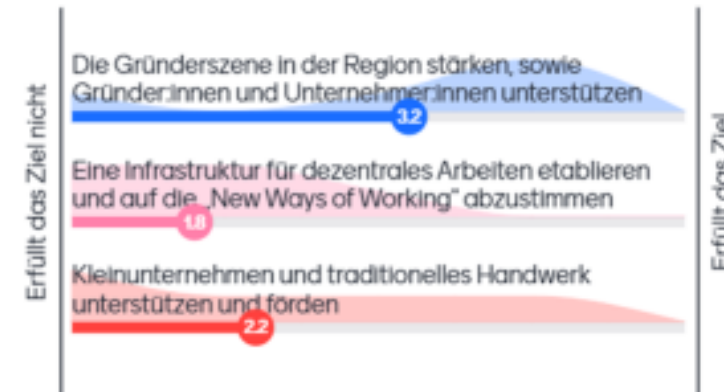 Erfüllt das Ziel nicht
Die Gründerszene in der Region stärken, sowie
Gründer:innen und Unternehmer:innen unterstützen
3.2
Eine Infrastruktur für dezentrales Arbeiten etablieren
und auf die „New Ways of Working“ abzustimmen
1.8
Kleinunternehmen und traditionelles Handwerk
unterstützen und förden
2.2
Erfüllt das Ziel